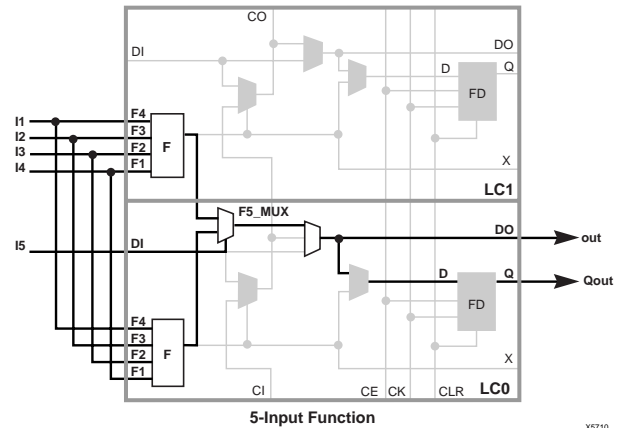 CO
DI
DO
D
Q
FD
I1
I2
I3
I4
F4
F3
F2
F1
F
X
LC1
F5_MUX
I5
DI
DO
out
D
Q
Qout
FD
F4
F3
F2
F1
F
X
CI
CE
CK
CLR
LC0
5-Input Function
X5710